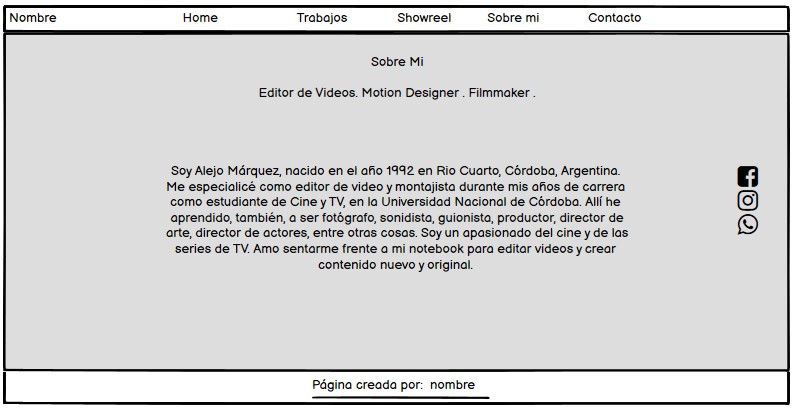 Nombre Home Trabajos Showreel Sobre mi Contacto
Sobre Mi
Editor de Videos. Motion Designer . Filmmaker .
Soy Alejo Márquez, nacido en el año 1992 en Rio Cuarto, Córdoba, Argentina.
Me especialicé como editor de video y montajista durante mis años de carrera
como estudiante de Cine y TV, en la Universidad Nacional de Córdoba. Allí he
aprendido, también, a ser fotógrafo, sonidista, guionista, productor, director de
arte, director de actores, entre otras cosas. Soy un apasionado del cine y de las
series de TV. Amo sentarme frente a mi notebook para editar videos y crear
contenido nuevo y original.
Página creada por: nombre